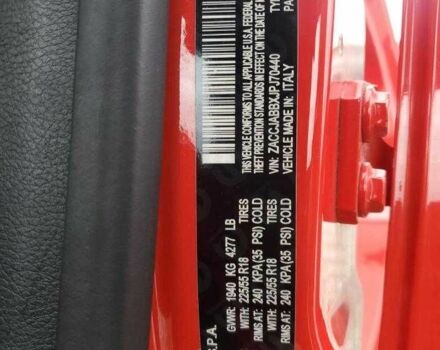 THIS VEHICLE CONFORMS TO ALL APPLICABLE U.S.A. FEDERAL
STANDARDS IN EFFECT ON THE DATE OF
VIN: ZACCJABBXJPJ70440 TY
VEHICLE MADE IN: ITALY PA
.P.A.
GVWR: 1940 KG 4277 LB
WITH: 225/55 R18 TIRES
RIMS AT: 240 KPA(35 PSI) COLD
WITH: 225/55 R18 TIRES
RIMS AT: 240 KPA(35 PSI) COLD